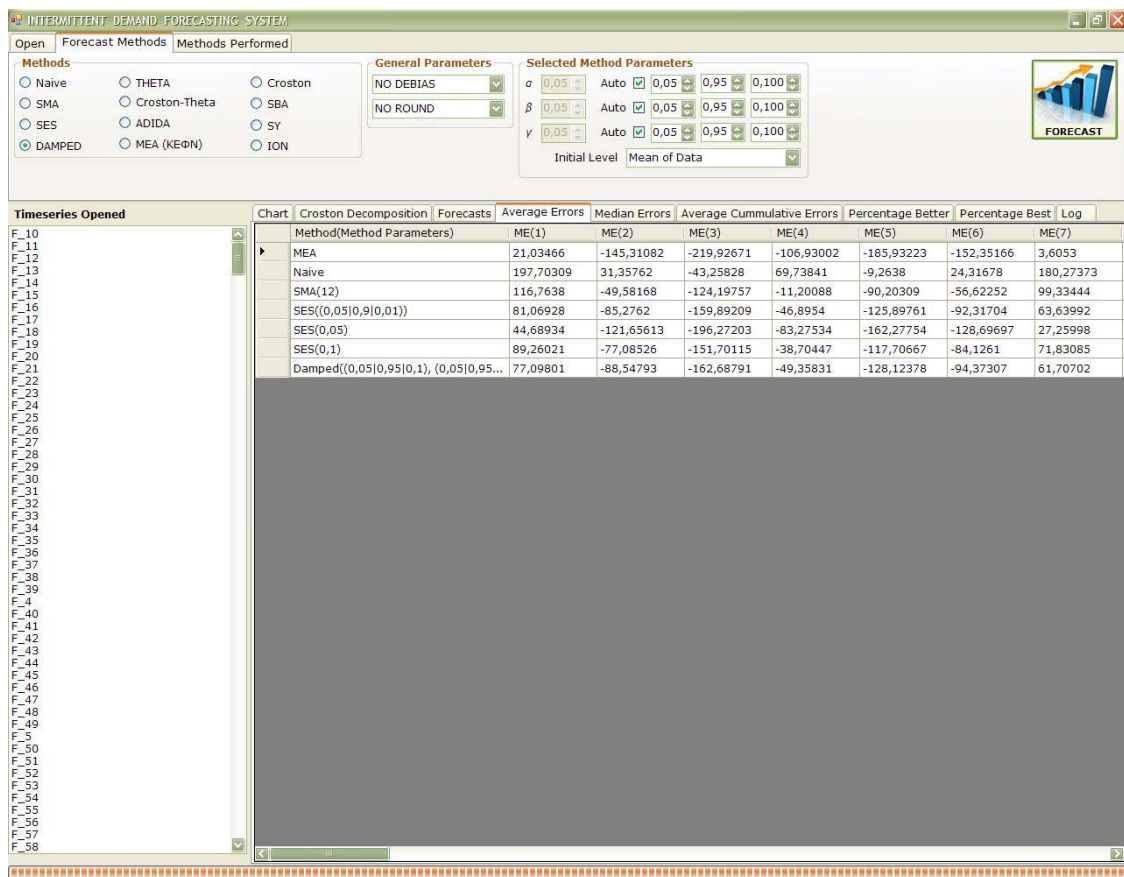 INTERMITTENT DEMAND FORECASTING SYSTEM
Open Forecast Methods Methods Performed
Methods General Parameters Selected Method Parameters
Naive THETA Croston NO DEBIAS α 0,05 Auto 0,05 0,95 0,100
SMA Croston-Theta SBA NO ROUND β 0,05 Auto 0,05 0,95 0,100
SES ADIDA SY γ 0,05 Auto 0,05 0,95 0,100 FORECAST
DAMPED MEA (ΚΕΦΝ) ION Initial Level Mean of Data
Timeseries Opened
F_10
F_11
F_12
F_13
F_14
F_15
F_16
F_17
F_18
F_19
F_20
F_21
F_22
F_23
F_24
F_25
F_26
F_27
F_28
F_29
F_30
F_31
F_32
F_33
F_34
F_35
F_36
F_37
F_38
F_39
F_4
F_40
F_41
F_42
F_43
F_44
F_45
F_46
F_47
F_48
F_49
F_5
F_50
F_51
F_52
F_53
F_54
F_55
F_56
F_57
F_58
Chart Croston Decomposition Forecasts Average Errors Median Errors Average Cummulative Errors Percentage Better Percentage Best Log
Method(Method Parameters) ME(1) ME(2) ME(3) ME(4) ME(5) ME(6) ME(7)
MEA 21,03466 -145,31082 -219,92671 -106,93002 -185,93223 -152,35166 3,6053
Naive 197,70309 31,35762 -43,25828 69,73841 -9,2638 24,31678 180,27373
SMA(12) 116,7638 -49,58168 -124,19757 -11,20088 -90,20309 -56,62252 99,33444
SES((0,05|0,9|0,01)) 81,06928 -85,2762 -159,89209 -46,8954 -125,89761 -92,31704 63,63992
SES(0,05) 44,68934 -121,65613 -196,27203 -83,27534 -162,27754 -128,69697 27,25998
SES(0,1) 89,26021 -77,08526 -151,70115 -38,70447 -117,70667 -84,1261 71,83085
Damped((0,05|0,95|0,1), (0,05|0,95... 77,09801 -88,54793 -162,68791 -49,35831 -128,12378 -94,37307 61,70702